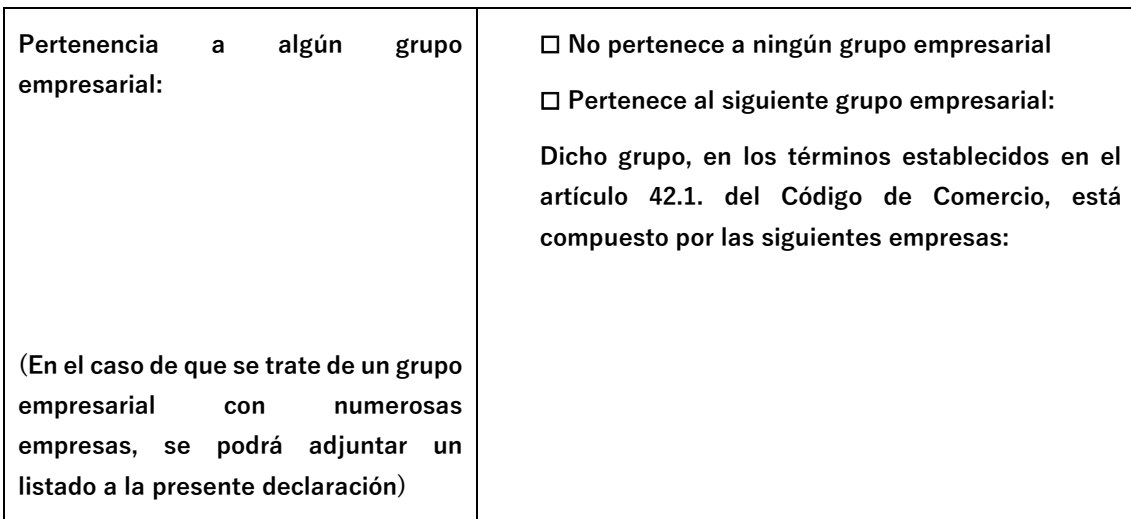 Pertenencia a algún grupo
empresarial:
(En el caso de que se trate de un grupo
empresarial con numerosas
empresas, se podrá adjuntar un
listado a la presente declaración)
☐ No pertenece a ningún grupo empresarial
☐ Pertenece al siguiente grupo empresarial:
Dicho grupo, en los términos establecidos en el
artículo 42.1. del Código de Comercio, está
compuesto por las siguientes empresas: